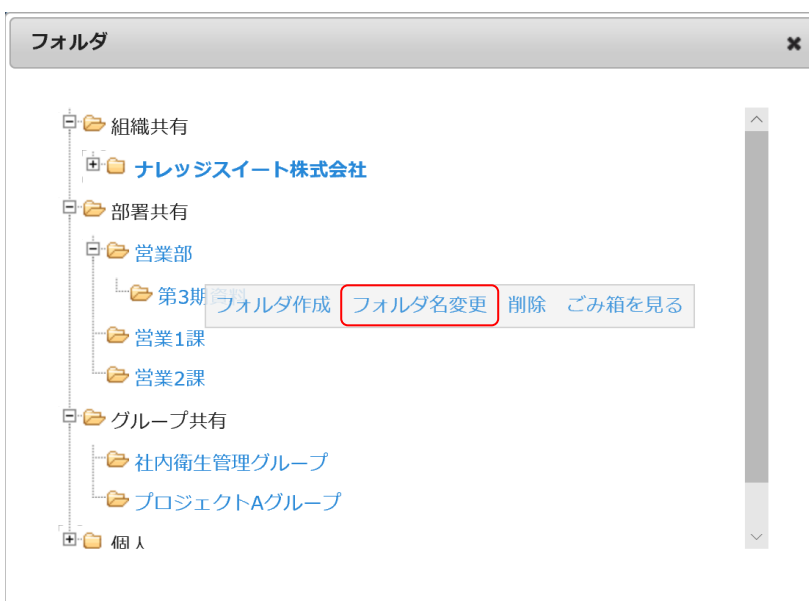 フォルダ
組織共有
ナレッジスイート株式会社
部署共有
営業部
第3期資料
フォルダ作成 フォルダ名変更 削除 ごみ箱を見る
営業1課
営業2課
グループ共有
社内衛生管理グループ
プロジェクトAグループ
個人